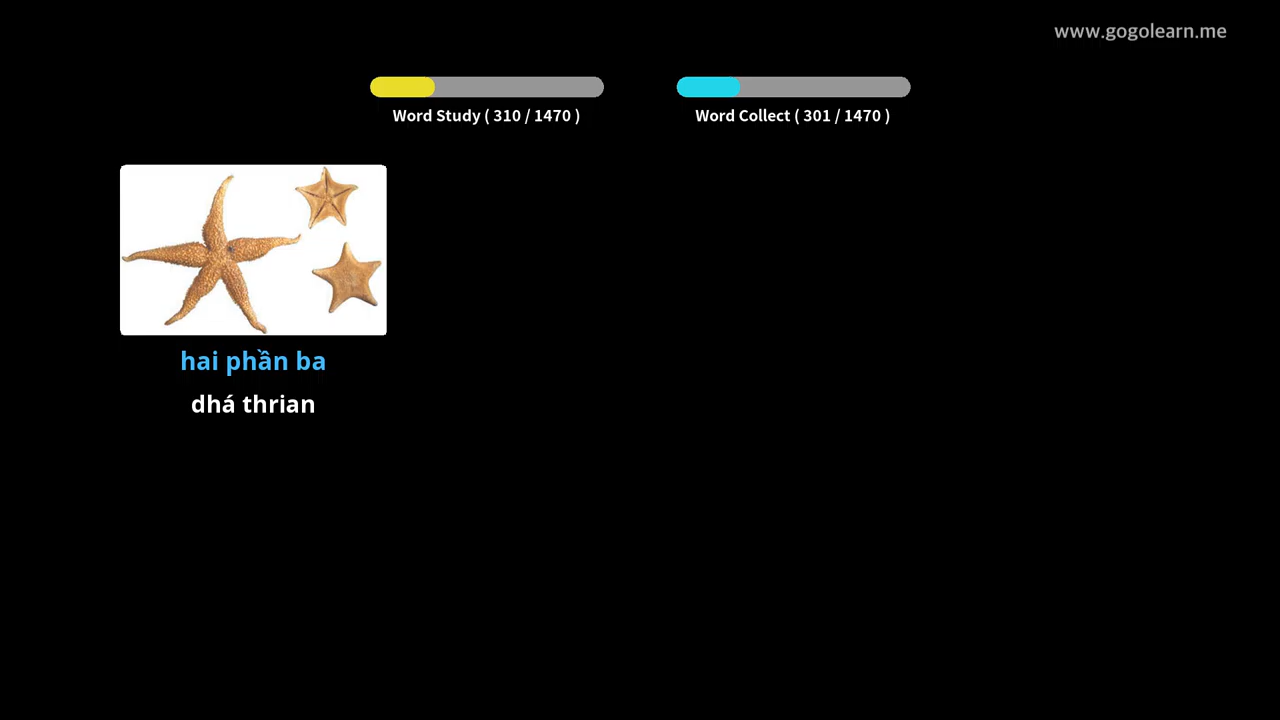 www.gogolearn.me
Word Study ( 310 / 1470 )
Word Collect ( 301 / 1470 )
hai phần ba
dhá thrian